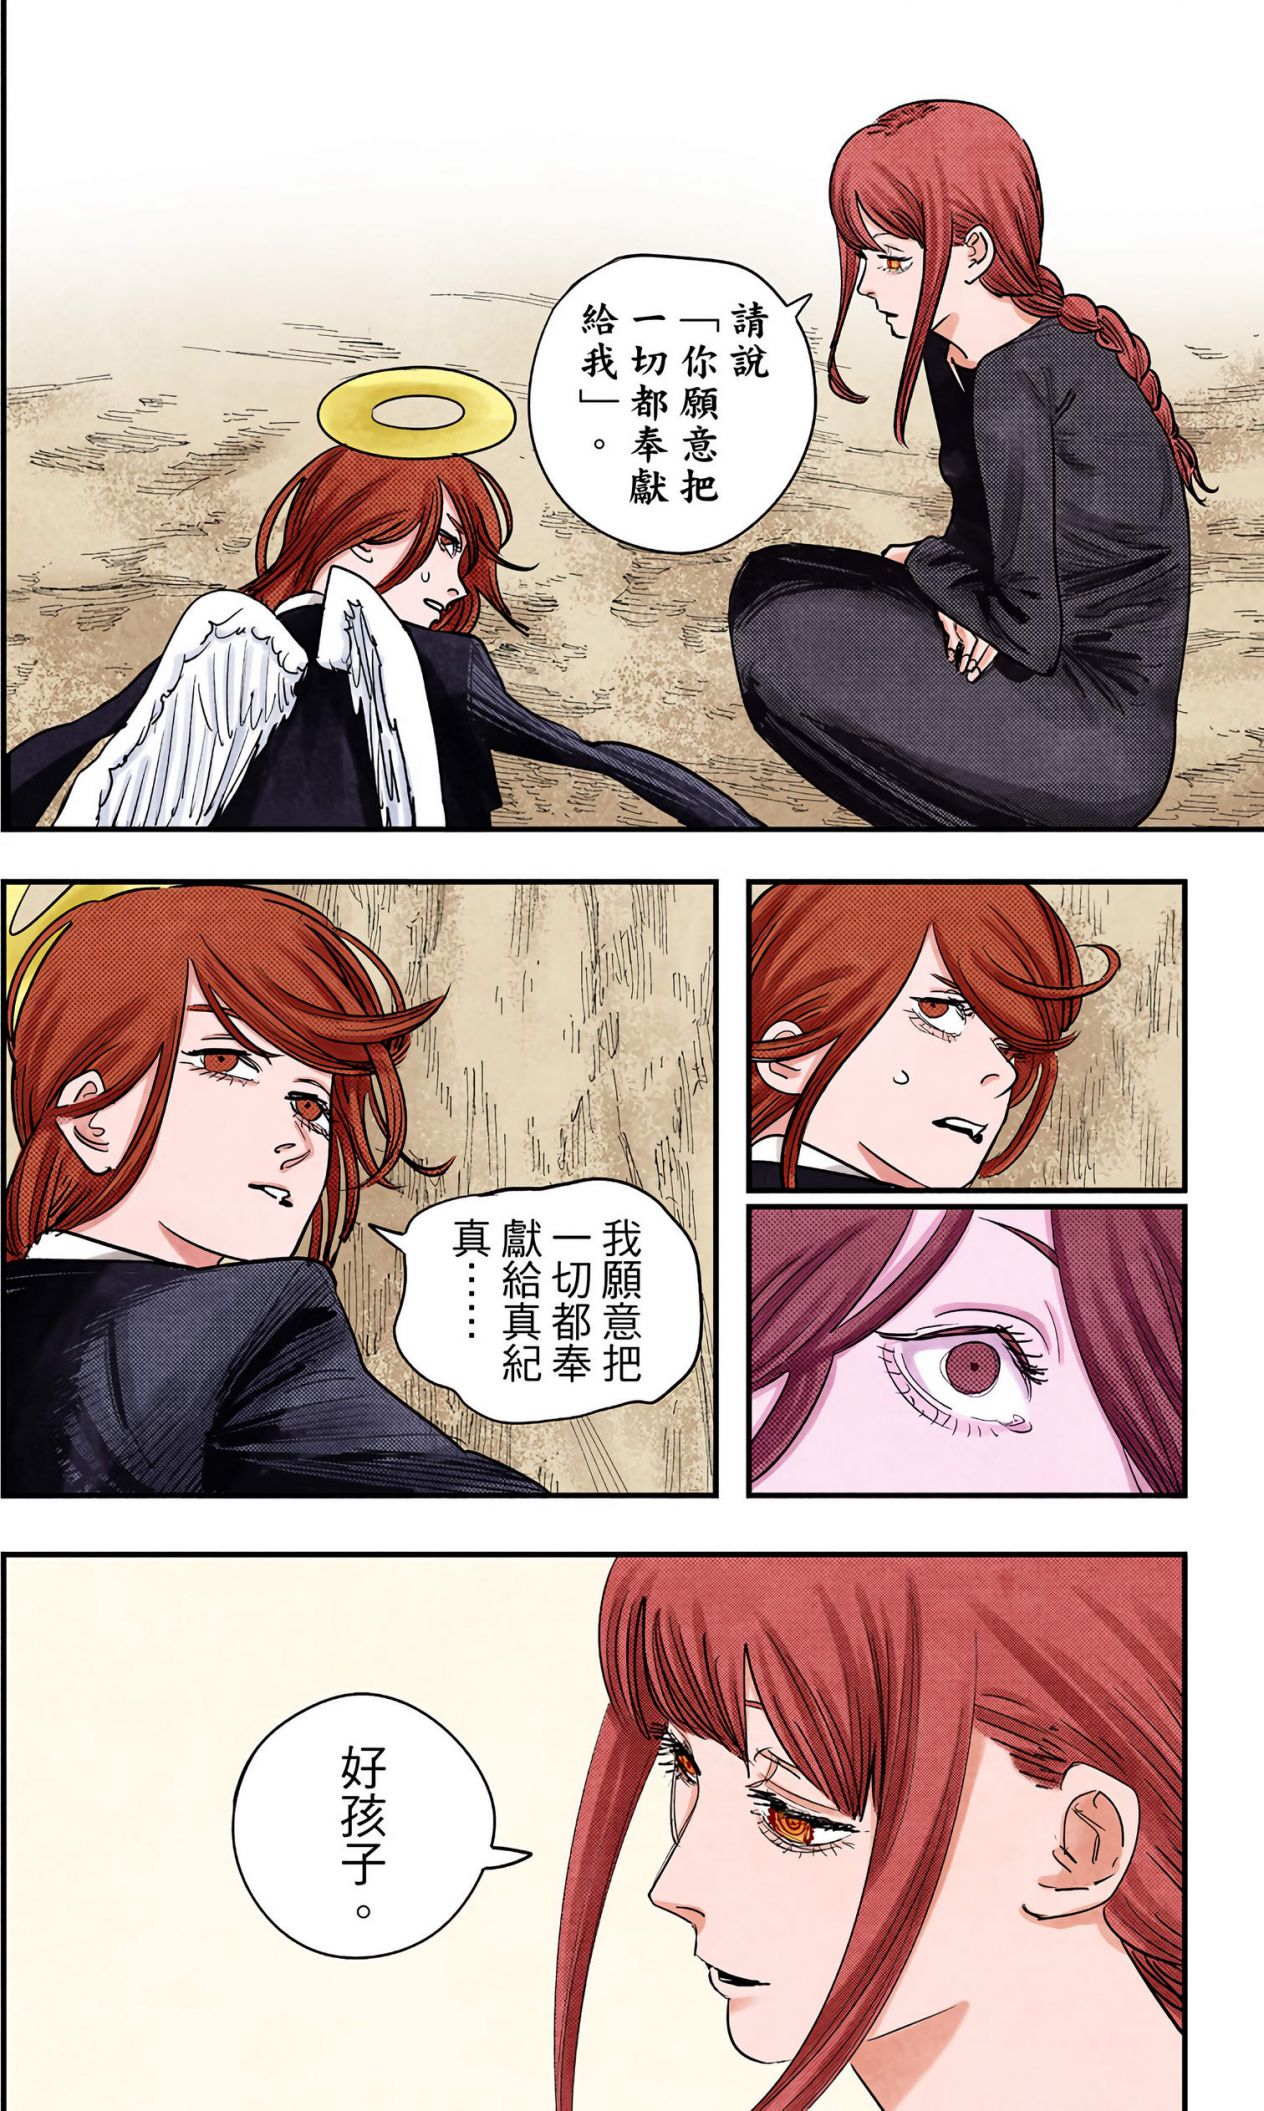 請說
「你願意把
一切都奉獻
給我」。
我願意把
一切都奉
獻給真紀
真⋯⋯
好孩子。